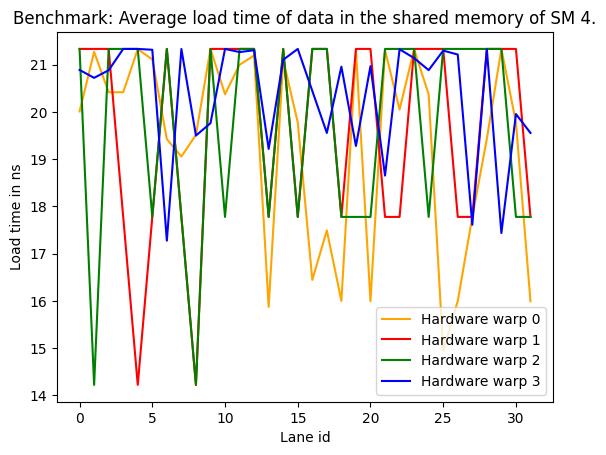 Benchmark: Average load time of data in the shared memory of SM 4.
Load time in ns
21
20
19
18
17
16
15
14
0 5 10 15 20 25 30
Lane id
Hardware warp 0
Hardware warp 1
Hardware warp 2
Hardware warp 3